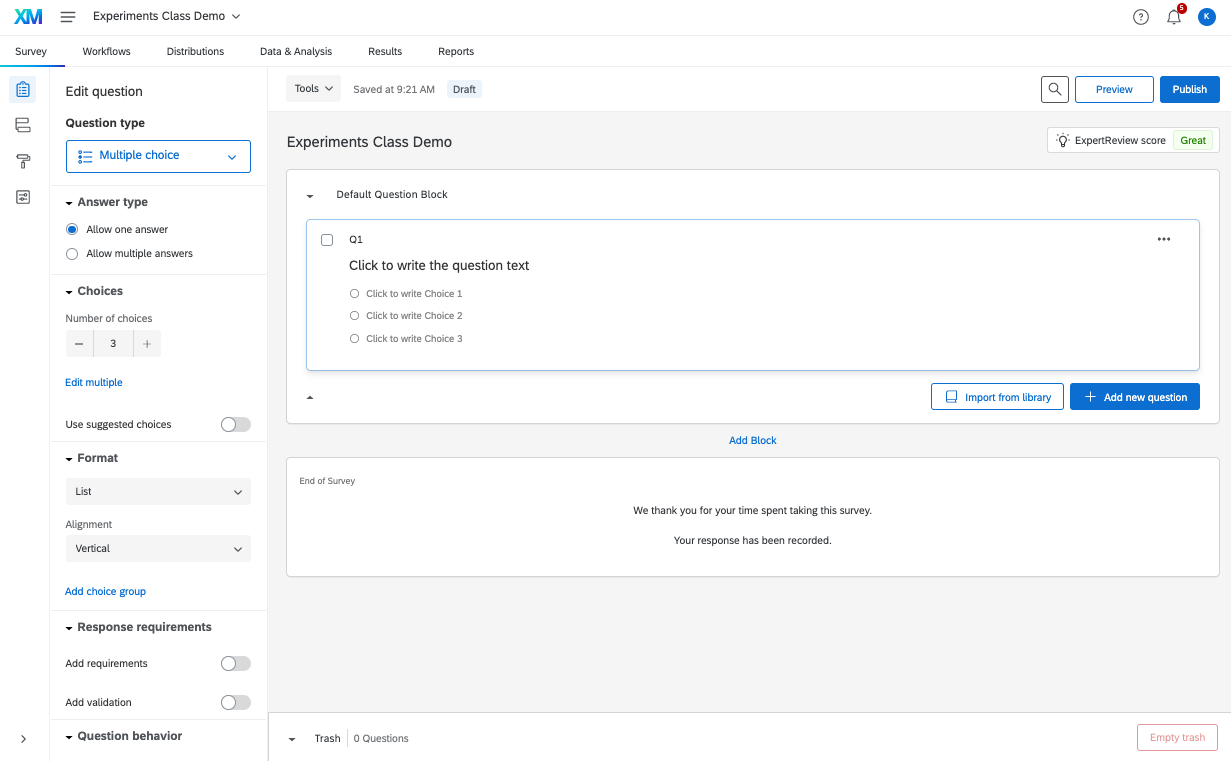 XM
Experiments Class Demo
5
K
Survey
Workflows
Distributions
Data & Analysis
Results
Reports
Edit question
Question type
Multiple choice
Answer type
Allow one answer
Allow multiple answers
Choices
Number of choices
3
Edit multiple
Use suggested choices
Format
List
Alignment
Vertical
Add choice group
Response requirements
Add requirements
Add validation
Question behavior
Tools
Saved at 9:21 AM
Draft
Preview
Publish
Experiments Class Demo
ExpertReview score
Great
Default Question Block
Q1
Click to write the question text
Click to write Choice 1
Click to write Choice 2
Click to write Choice 3
Import from library
Add new question
Add Block
End of Survey
We thank you for your time spent taking this survey.
Your response has been recorded.
Trash
0 Questions
Empty trash